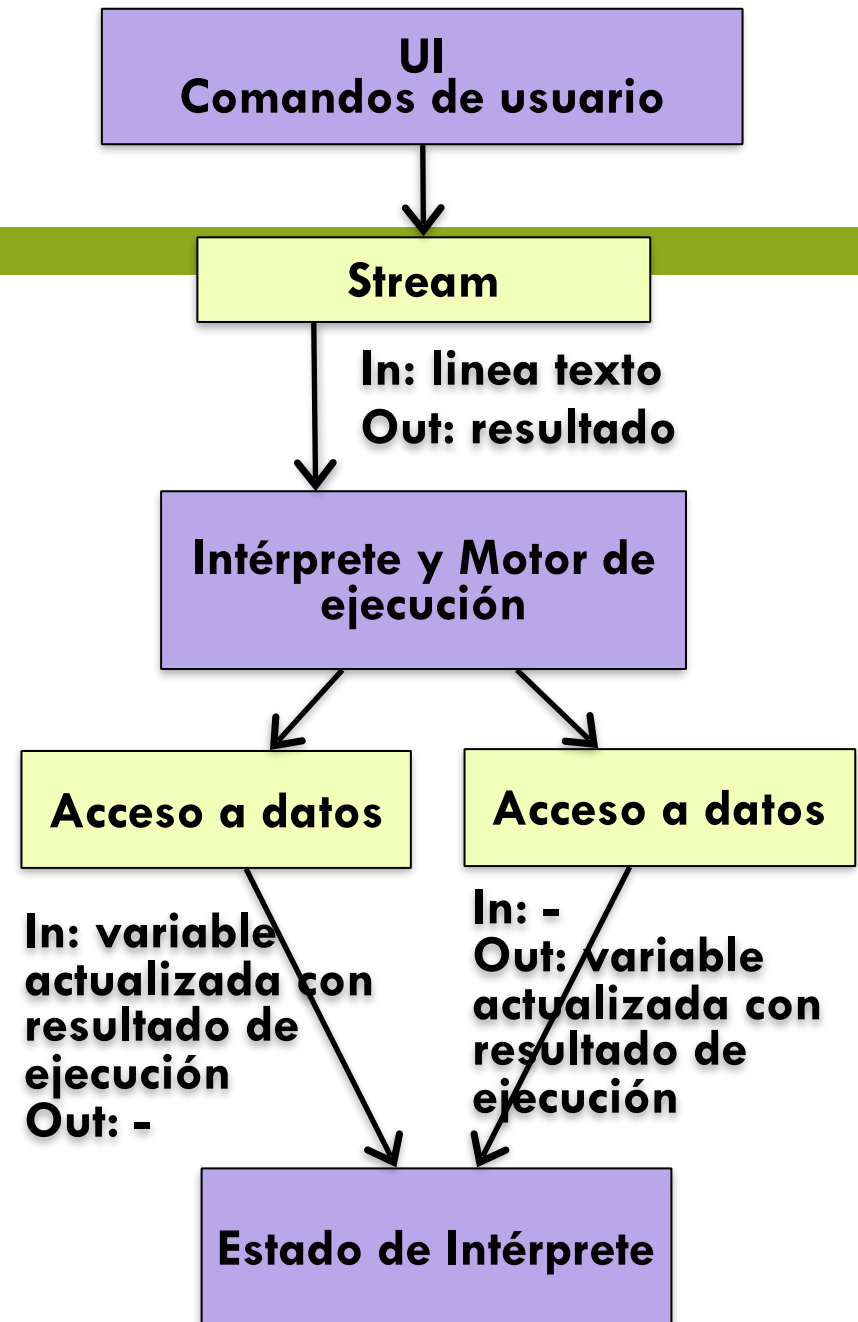 UI
Comandos de usuario
Stream
In: linea texto
Out: resultado
Intérprete y Motor de
ejecución
Acceso a datos
Acceso a datos
In: variable
actualizada con
resultado de
ejecución
Out: -
In: -
Out: variable
actualizada con
resultado de
ejecución
Estado de Intérprete